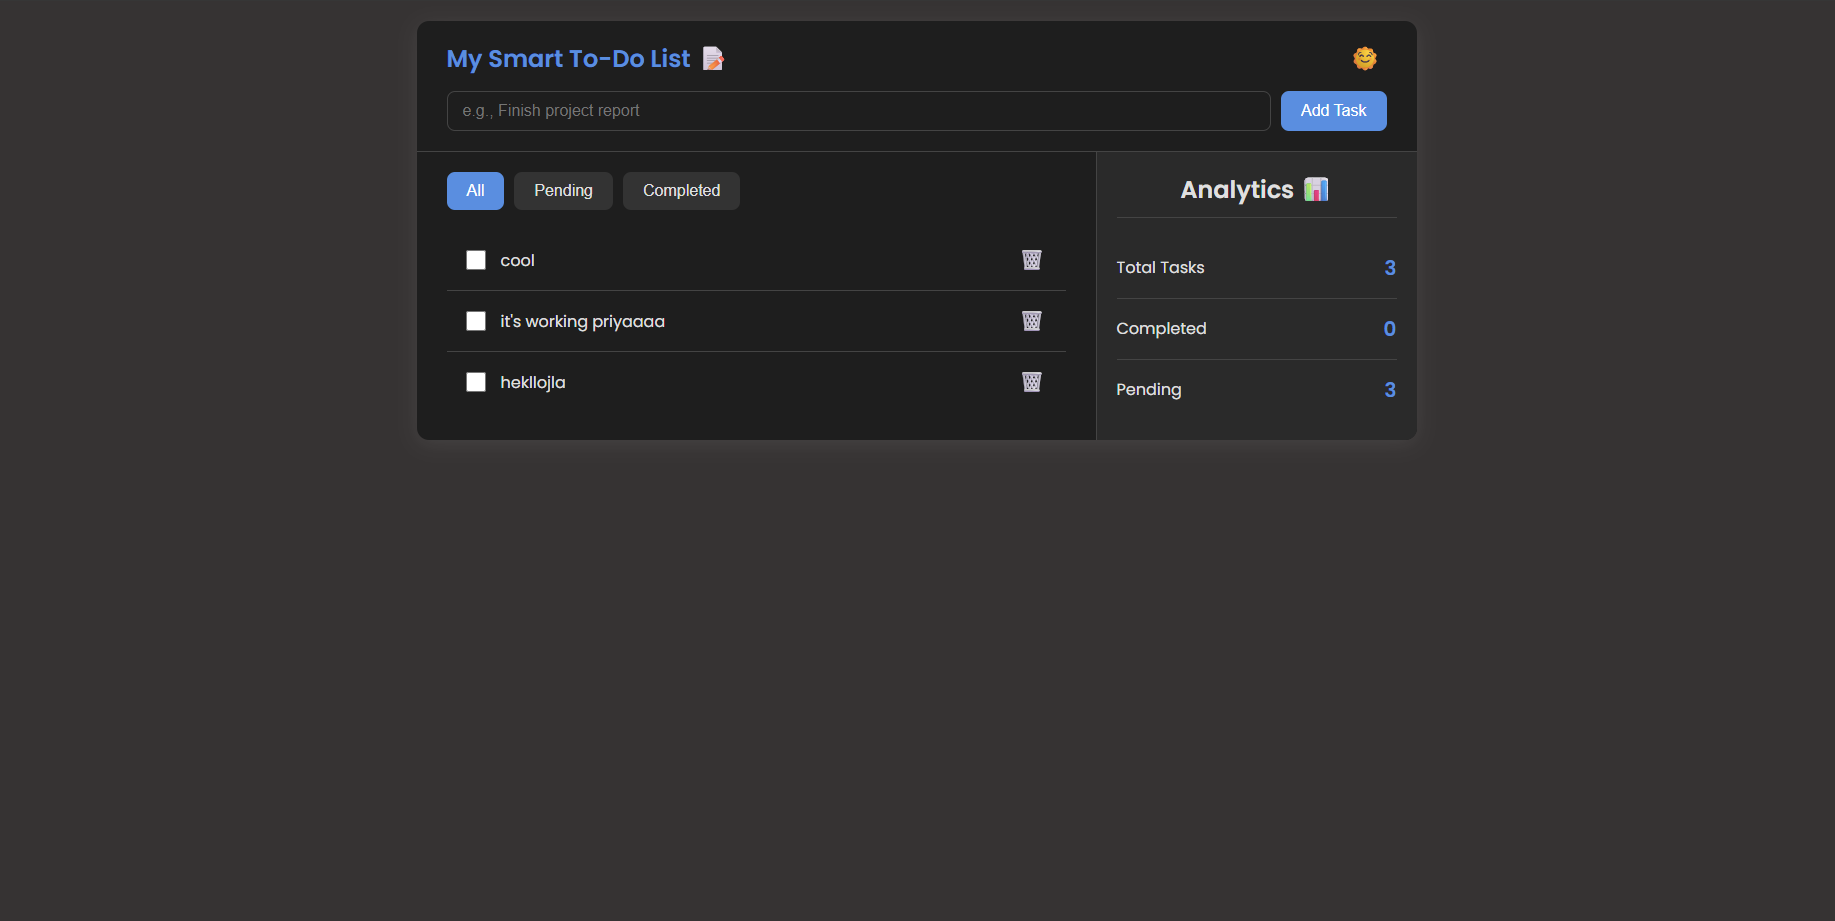 My Smart To-Do List 📝
e.g., Finish project report
Add Task
All
Pending
Completed
cool
it's working priyaaaa
hekllojla
Analytics 📊
Total Tasks 3
Completed 0
Pending 3